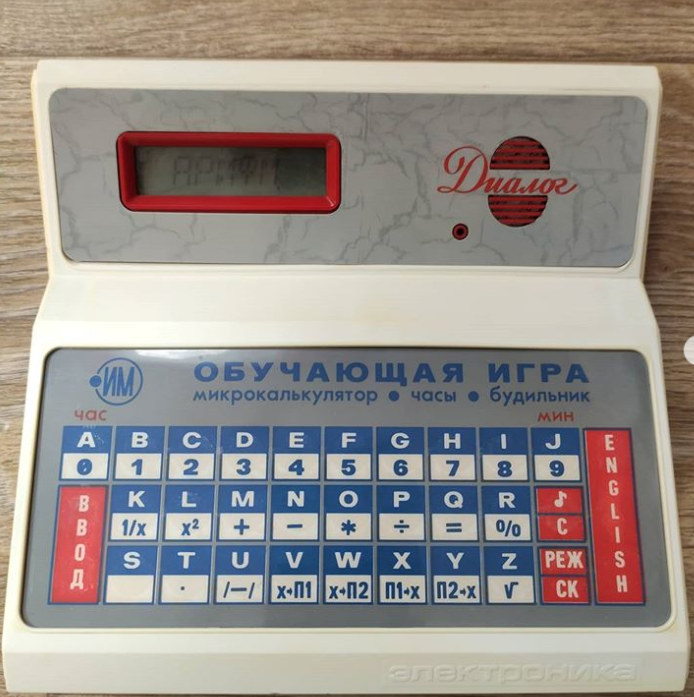 Диалог
ИМ
ОБУЧАЮЩАЯ ИГРА
микрокалькулятор • часы • будильник
час
мин
A B C D E F G H I J
0 1 2 3 4 5 6 7 8 9
ENGLISH
ВВОД
K L M N O P Q R ♪
1/x x² + − * ÷ = % C
S T U V W X Y Z РЕЖ
· /—/ x→П1 x→П2 П1→x П2→x √ СК
электроника